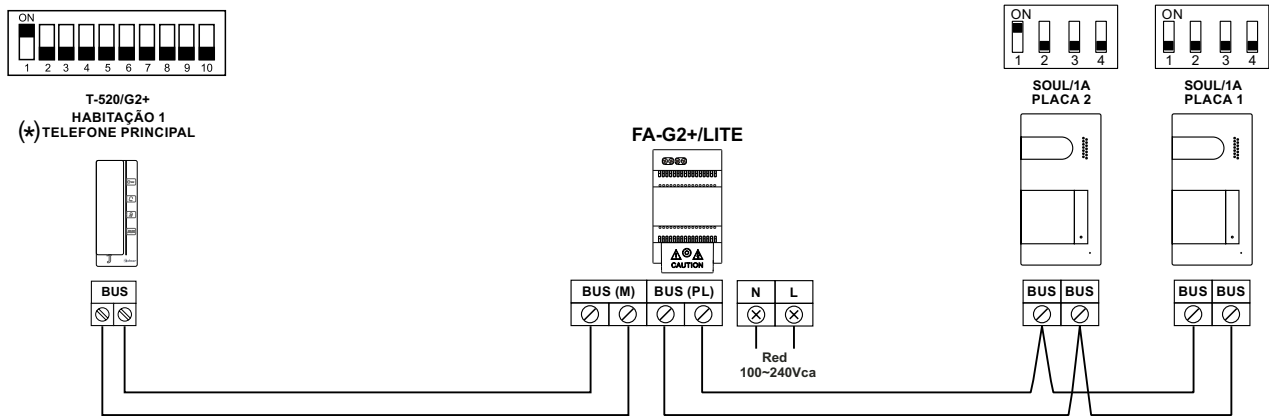 ON
1 2 3 4 5 6 7 8 9 10
T-520/G2+
HABITAÇÃO 1
(*) TELEFONE PRINCIPAL
BUS
FA-G2+/LITE
CAUTION
BUS (M) BUS (PL) N L
Red
100~240Vca
ON
1 2 3 4
SOUL/1A
PLACA 2
BUS BUS
ON
1 2 3 4
SOUL/1A
PLACA 1
BUS BUS